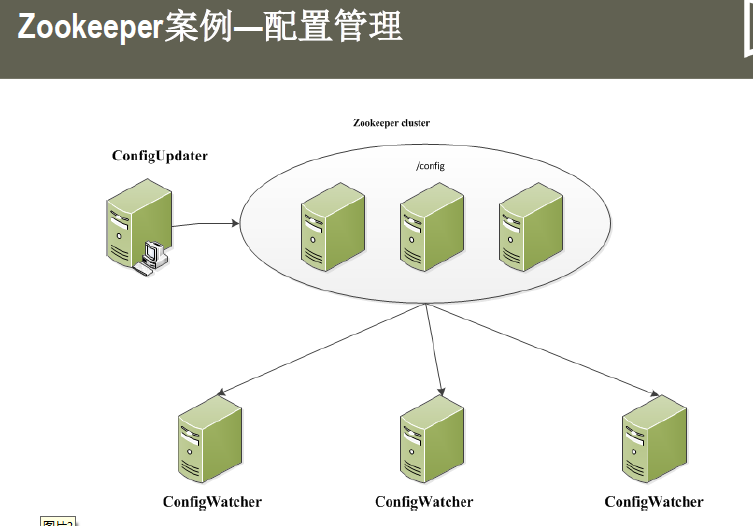 Zookeeper案例—配置管理
Zookeeper cluster
ConfigUpdater
/config
ConfigWatcher
ConfigWatcher
ConfigWatcher